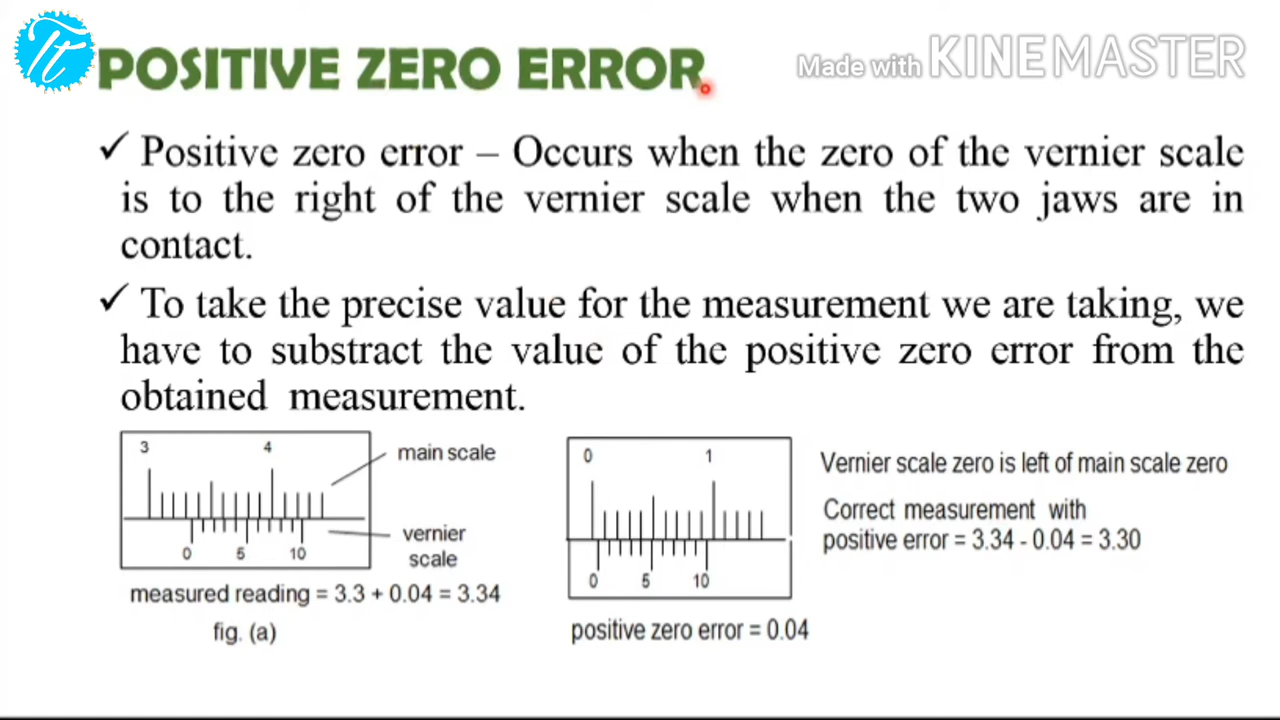 Tt
POSITIVE ZERO ERROR
Made with KINEMASTER
✓ Positive zero error – Occurs when the zero of the vernier scale
is to the right of the vernier scale when the two jaws are in
contact.
✓ To take the precise value for the measurement we are taking, we
have to substract the value of the positive zero error from the
obtained measurement.
3 4
main scale
vernier
scale
0 5 10
measured reading = 3.3 + 0.04 = 3.34
fig. (a)
0 1
0 5 10
positive zero error = 0.04
Vernier scale zero is left of main scale zero
Correct measurement with
positive error = 3.34 - 0.04 = 3.30